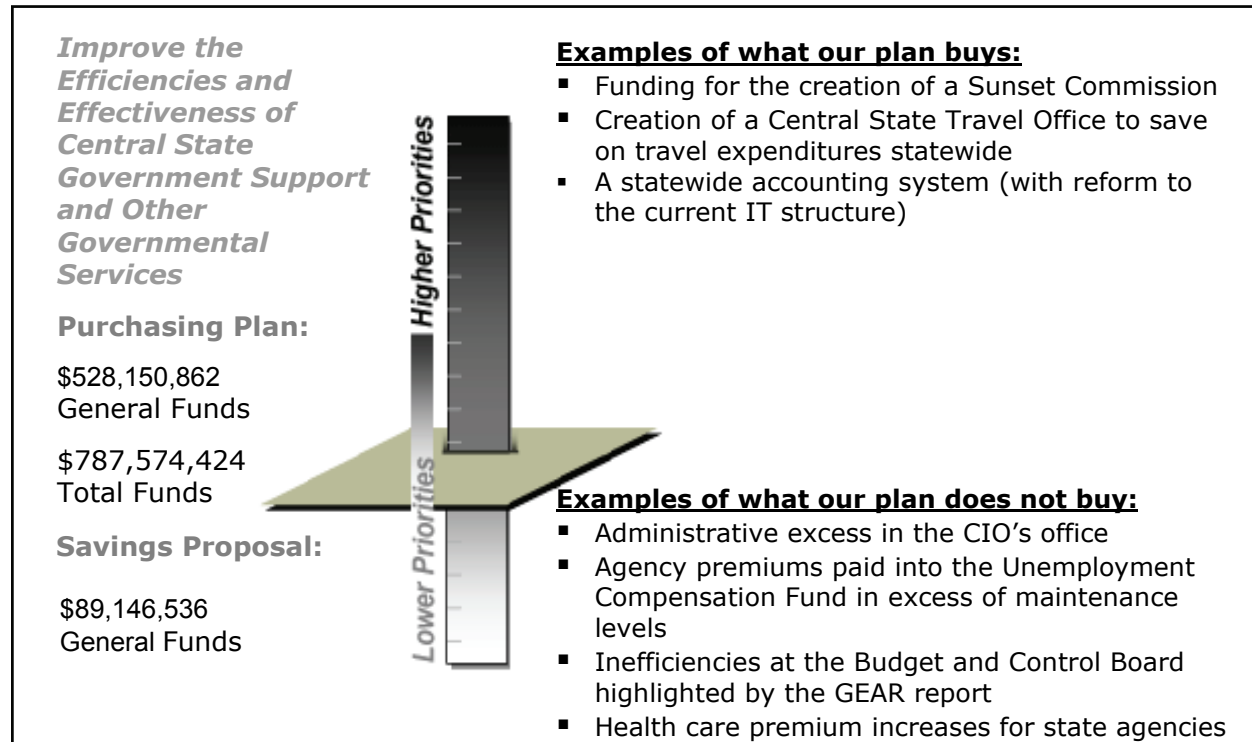 Improve the
Efficiencies and
Effectiveness of
Central State
Government Support
and Other
Governmental
Services
Purchasing Plan:
$528,150,862
General Funds
$787,574,424
Total Funds
Savings Proposal:
$89,146,536
General Funds
Higher Priorities
Lower Priorities
Examples of what our plan buys:
▪ Funding for the creation of a Sunset Commission
▪ Creation of a Central State Travel Office to save
on travel expenditures statewide
▪ A statewide accounting system (with reform to
the current IT structure)
Examples of what our plan does not buy:
▪ Administrative excess in the CIO’s office
▪ Agency premiums paid into the Unemployment
Compensation Fund in excess of maintenance
levels
▪ Inefficiencies at the Budget and Control Board
highlighted by the GEAR report
▪ Health care premium increases for state agencies